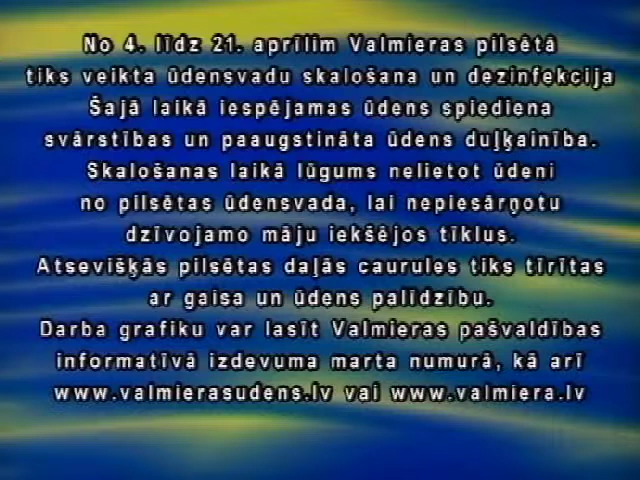 No 4. līdz 21. aprīlim Valmieras pilsētā
tiks veikta ūdensvadu skalošana un dezinfekcija
Šajā laikā iespējamas ūdens spiediena
svārstības un paaugstināta ūdens duļķainība.
Skalošanas laikā lūgums nelietot ūdeni
no pilsētas ūdensvada, lai nepiesārņotu
dzīvojamo māju iekšējos tīklus.
Atsevišķās pilsētas daļās caurules tiks tīrītas
ar gaisa un ūdens palīdzību.
Darba grafiku var lasīt Valmieras pašvaldības
informatīvā izdevuma marta numurā, kā arī
www.valmierasudens.lv vai www.valmiera.lv